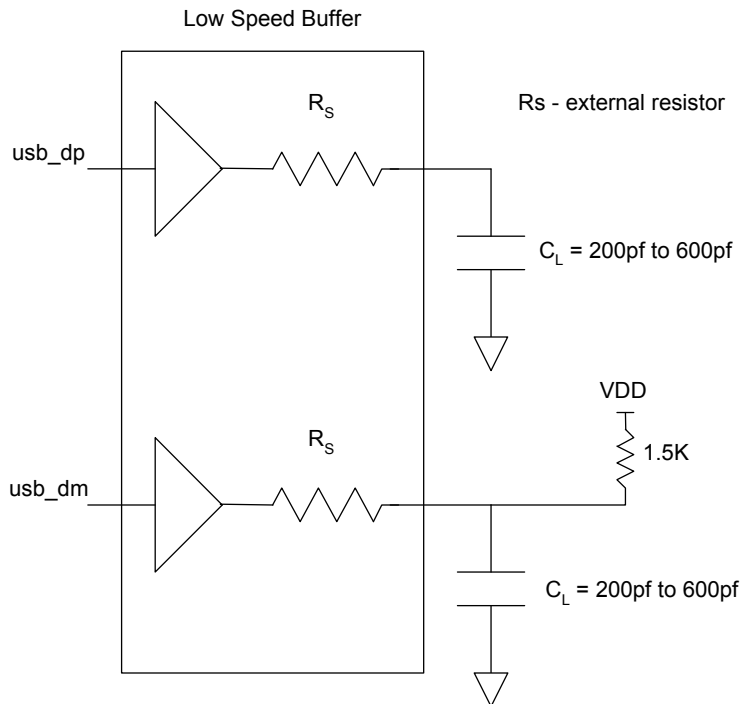 Low Speed Buffer
R_S
Rs - external resistor
usb_dp
C_L = 200pf to 600pf
VDD
R_S
1.5K
usb_dm
C_L = 200pf to 600pf